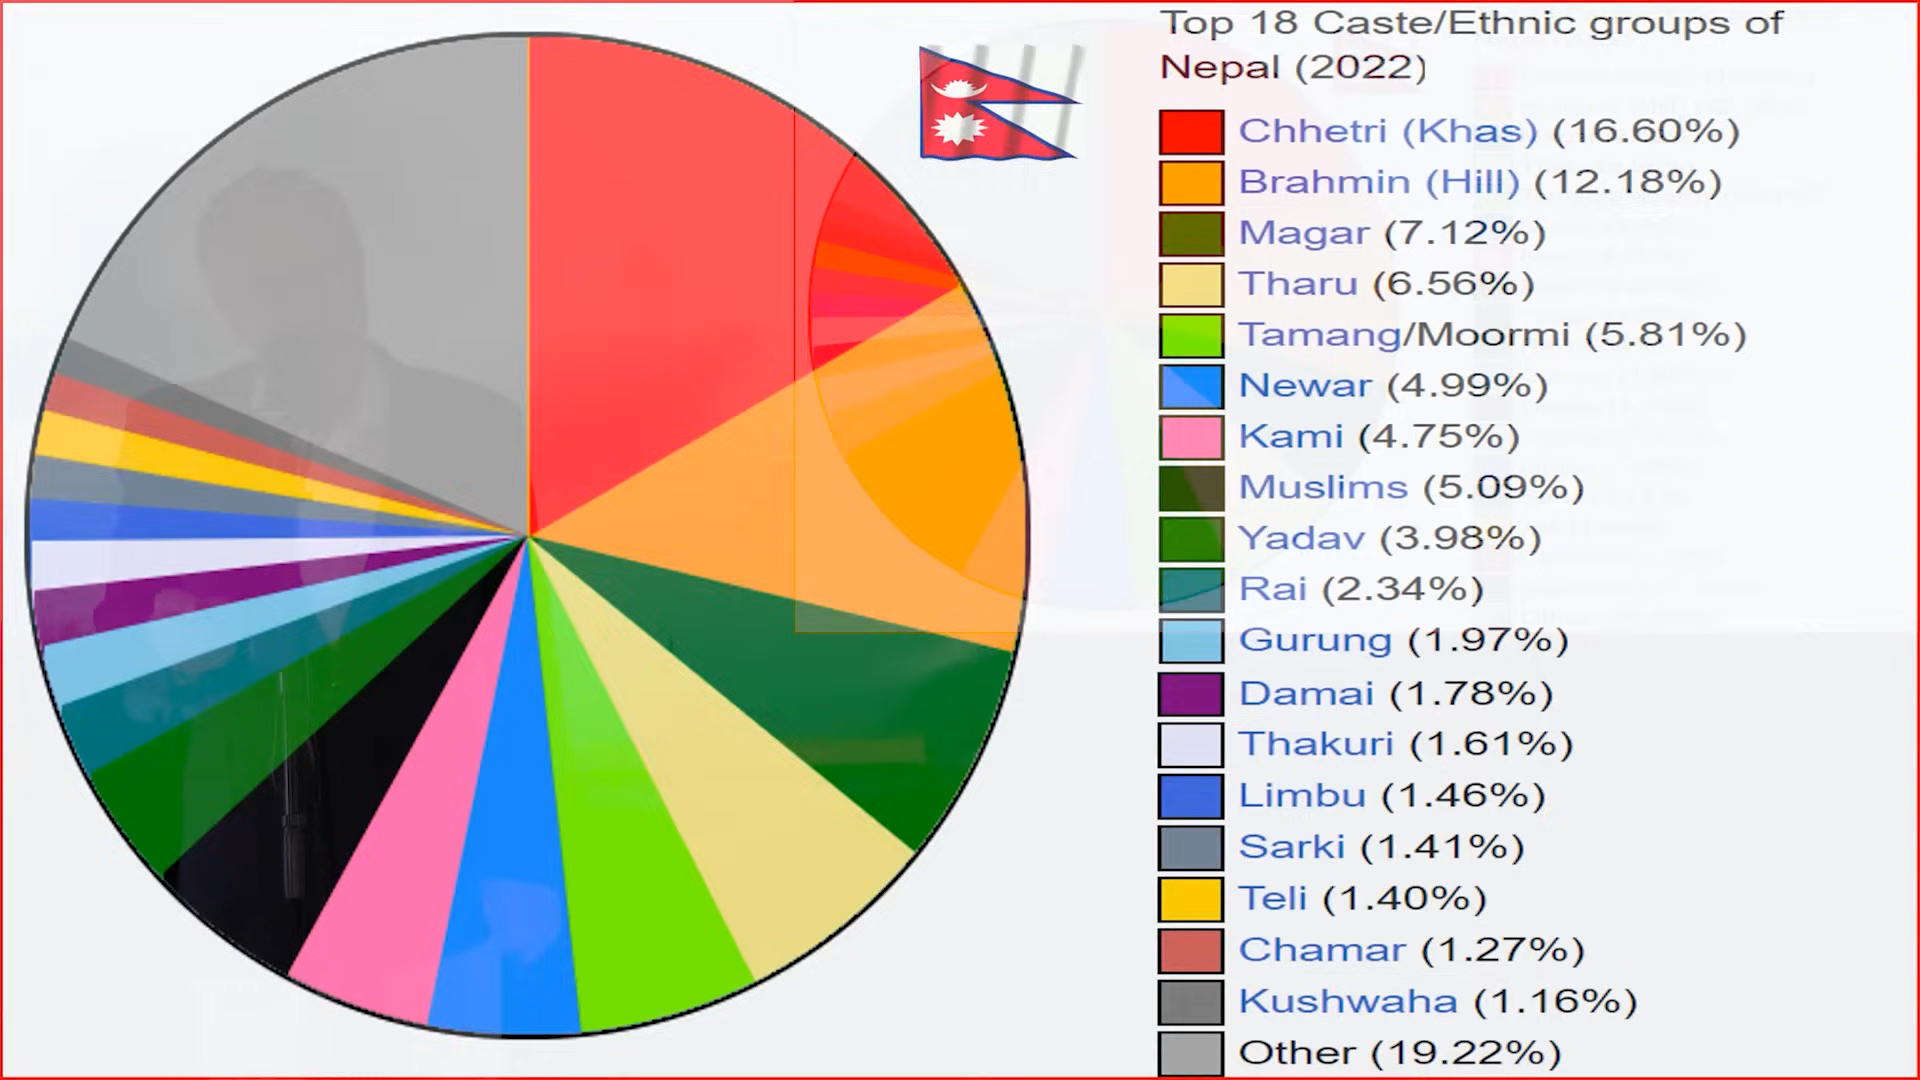 Top 18 Caste/Ethnic groups of
Nepal (2022)
Chhetri (Khas) (16.60%)
Brahmin (Hill) (12.18%)
Magar (7.12%)
Tharu (6.56%)
Tamang/Moormi (5.81%)
Newar (4.99%)
Kami (4.75%)
Muslims (5.09%)
Yadav (3.98%)
Rai (2.34%)
Gurung (1.97%)
Damai (1.78%)
Thakuri (1.61%)
Limbu (1.46%)
Sarki (1.41%)
Teli (1.40%)
Chamar (1.27%)
Kushwaha (1.16%)
Other (19.22%)